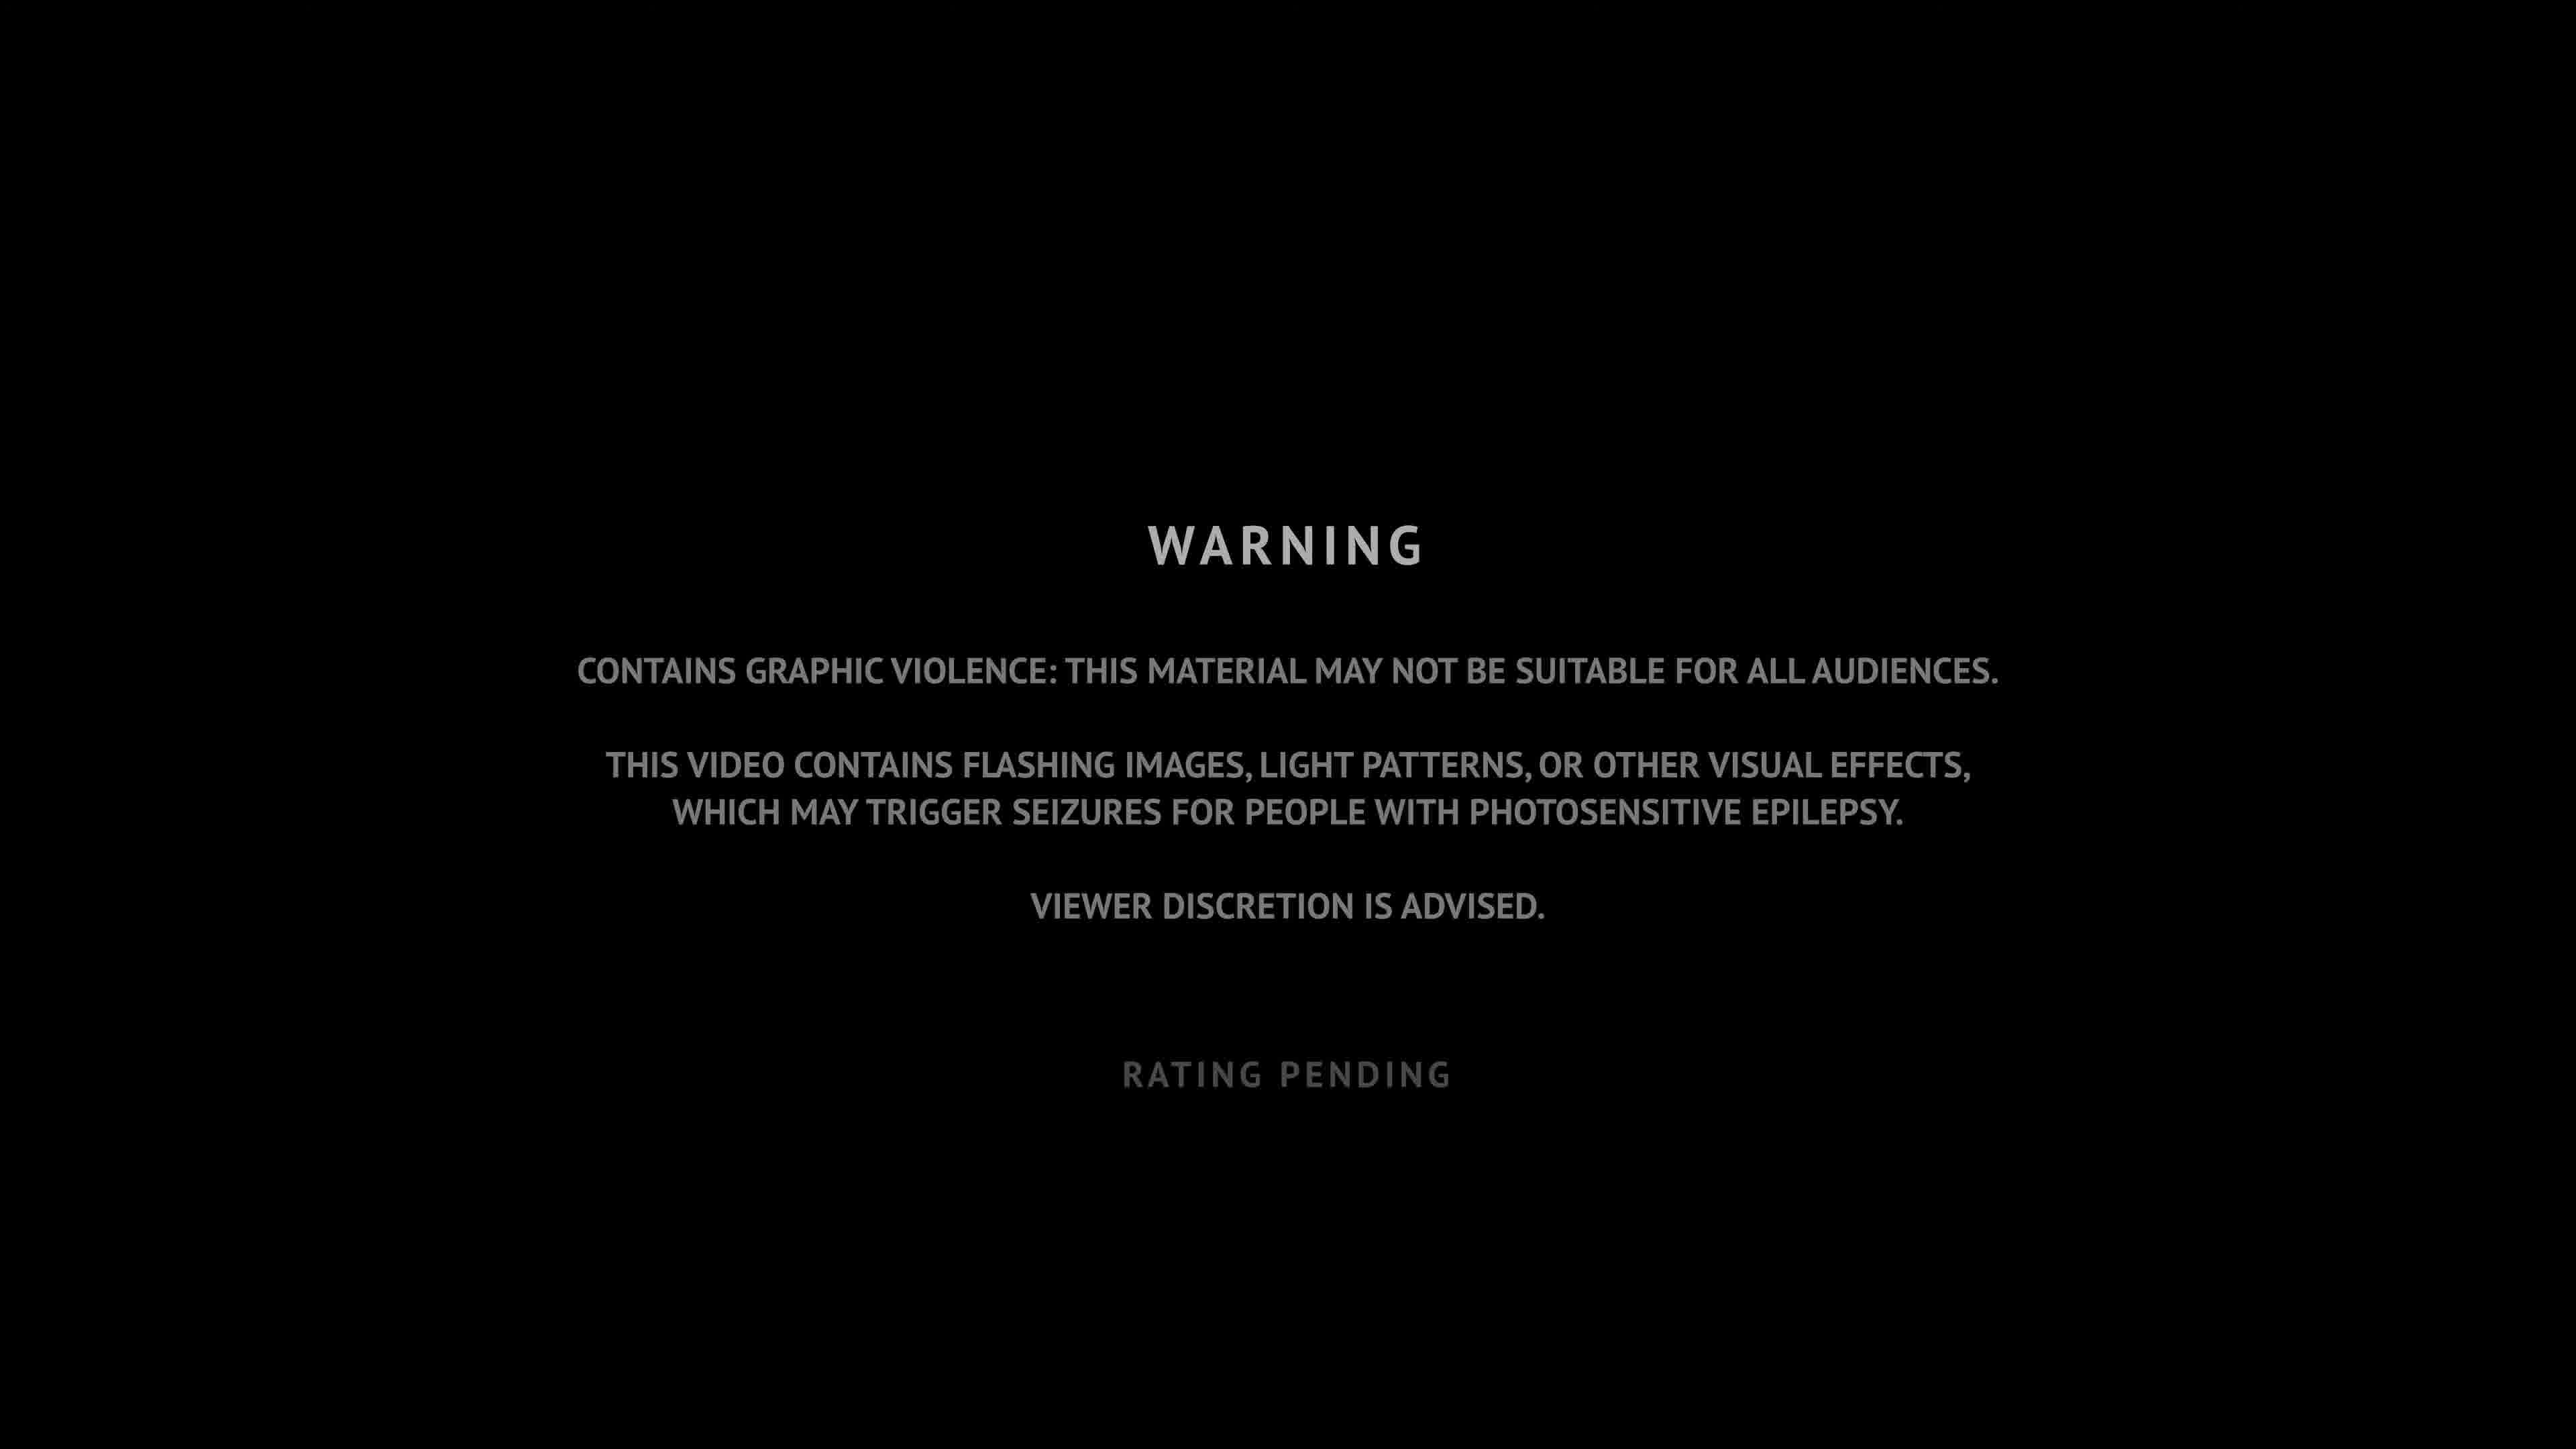 WARNING
CONTAINS GRAPHIC VIOLENCE: THIS MATERIAL MAY NOT BE SUITABLE FOR ALL AUDIENCES.
THIS VIDEO CONTAINS FLASHING IMAGES, LIGHT PATTERNS, OR OTHER VISUAL EFFECTS,
WHICH MAY TRIGGER SEIZURES FOR PEOPLE WITH PHOTOSENSITIVE EPILEPSY.
VIEWER DISCRETION IS ADVISED.
RATING PENDING